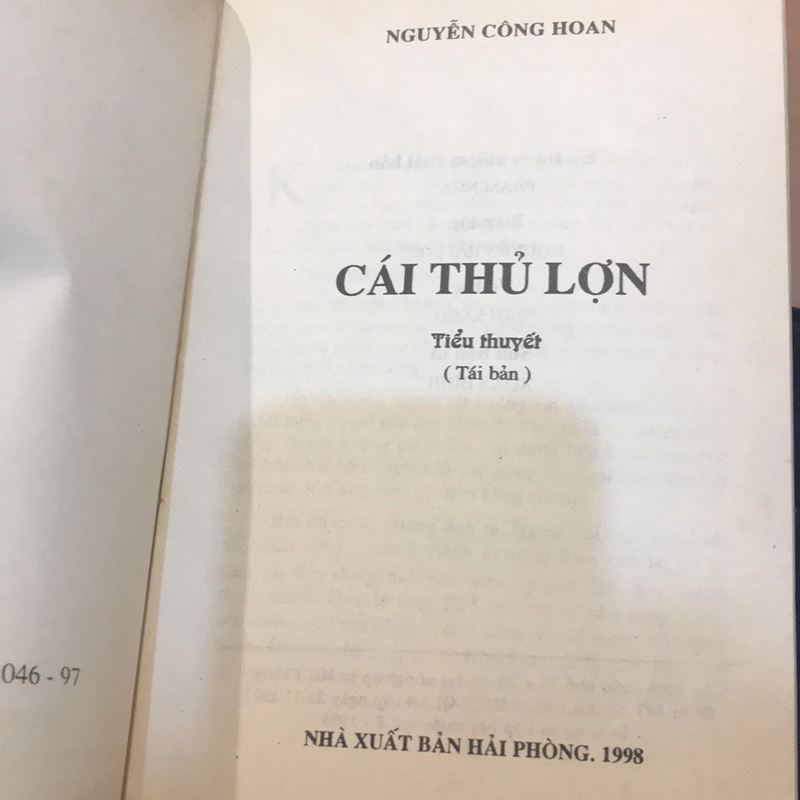 NGUYỄN CÔNG HOAN
CÁI THỦ LỢN
Tiểu thuyết
( Tái bản )
046 - 97
NHÀ XUẤT BẢN HẢI PHÒNG. 1998